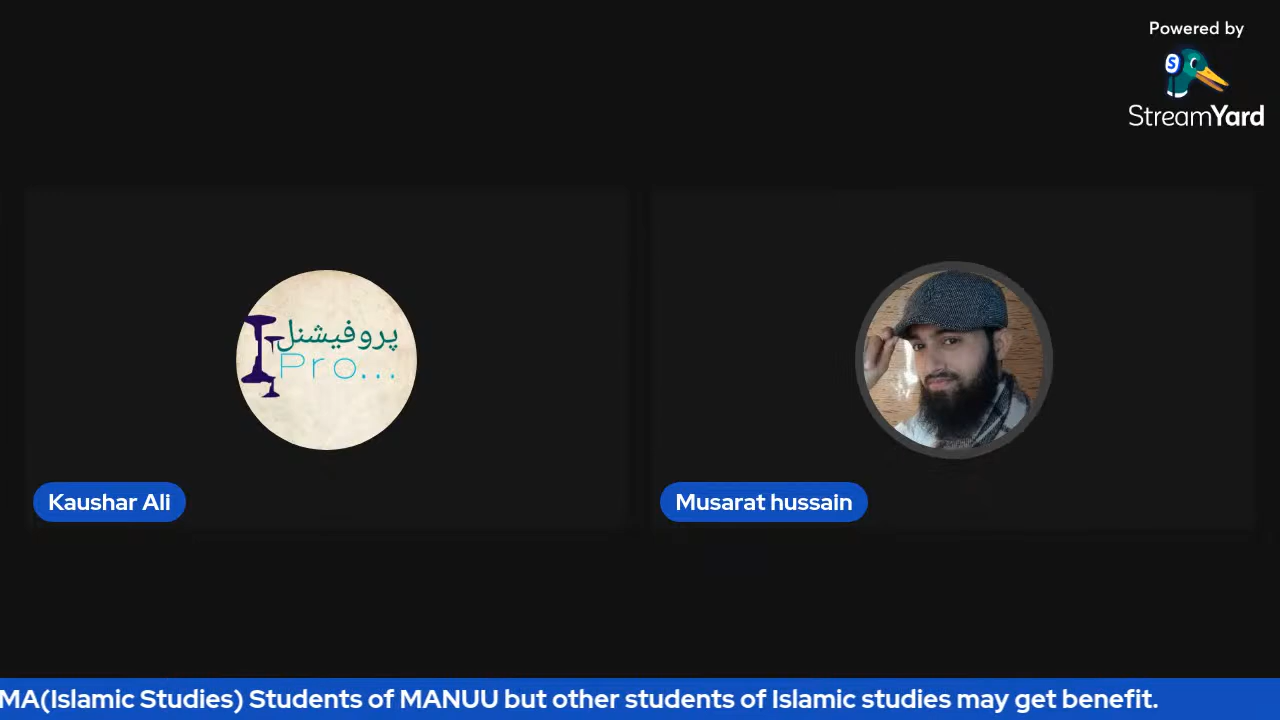 Powered by
S
StreamYard
پروفیشنل
Pro...
Kaushar Ali
Musarat hussain
MA(Islamic Studies) Students of MANUU but other students of Islamic studies may get benefit.